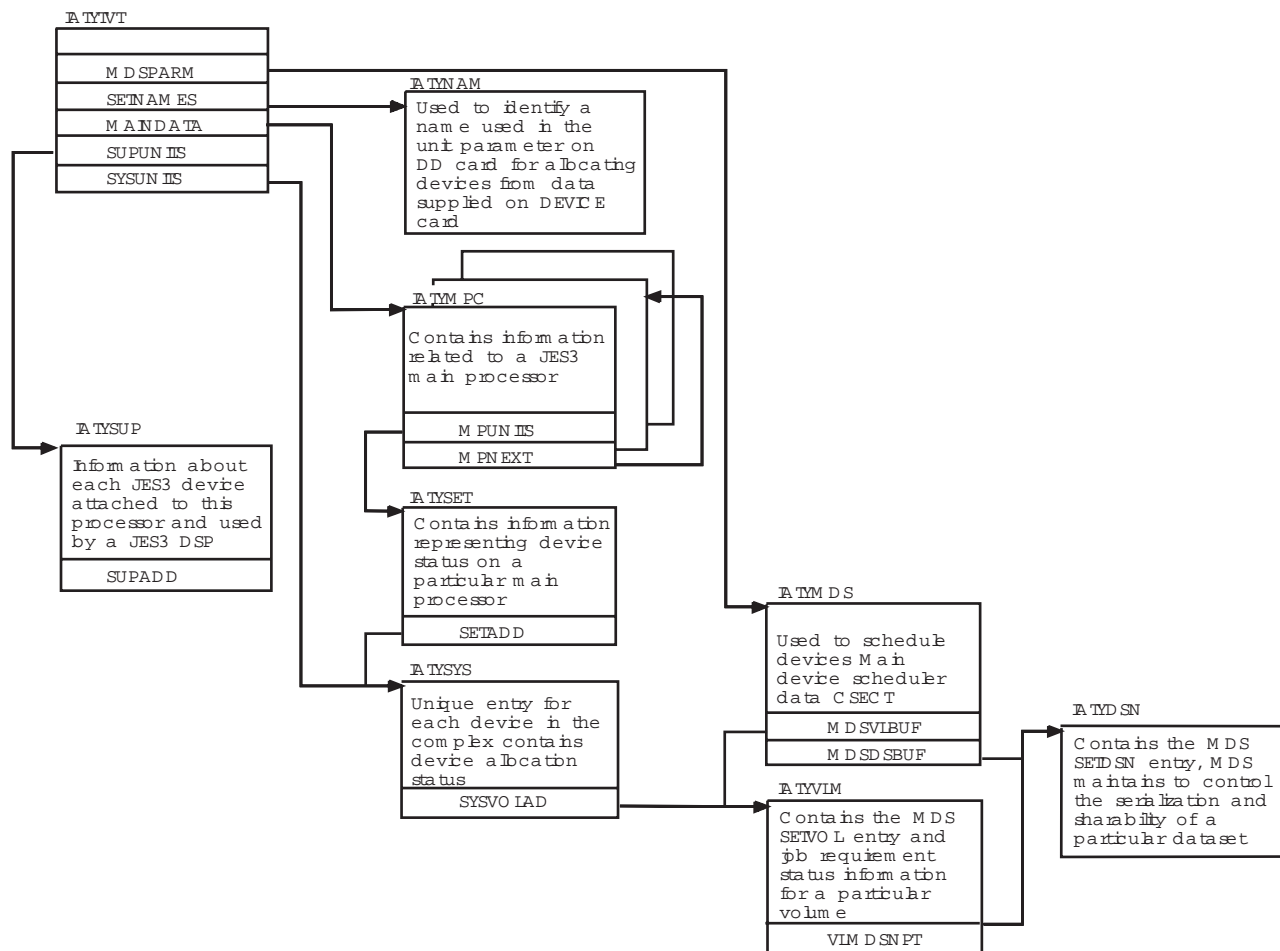 IATYTVT
MDSPARM
SETNAMES
MAINDATA
SUPUNITS
SYSUNITS
IATYNAM
Used to identify a
name used in the
unit parameter on
DD card for allocating
devices from data
supplied on DEVICE
card
IATYMPC
Contains information
related to a JES3
main processor
MPUNITS
MPNEXT
IATYSUP
Information about
each JES3 device
attached to this
processor and used
by a JES3 DSP
SUPADD
IATYSET
Contains information
representing device
status on a
particular main
processor
SETADD
IATYSYS
Unique entry for
each device in the
complex contains
device allocation
status
SYSVOLAD
IATYMDS
Used to schedule
devices Main
device scheduler
data CSECT
MDSVLBUF
MDSDSBUF
IATYVLM
Contains the MDS
SETVOL entry and
job requirement
status information
for a particular
volume
VLMDSNPT
IATYDSN
Contains the MDS
SETDSN entry, MDS
maintains to control
the serialization and
sharability of a
particular dataset